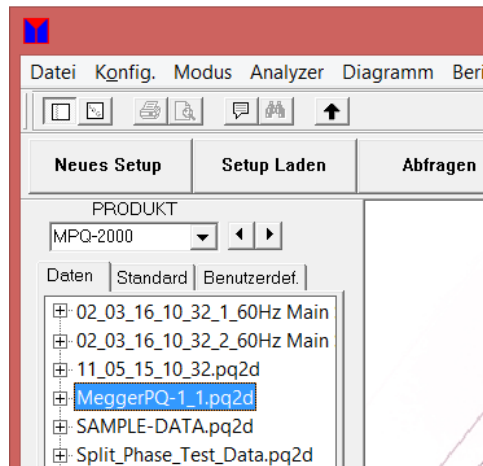 Datei Konfig. Modus Analyzer Diagramm Beri
Neues Setup Setup Laden Abfragen
PRODUKT
MPQ-2000
Daten Standard Benutzerdef.
02_03_16_10_32_1_60Hz Main
02_03_16_10_32_2_60Hz Main
11_05_15_10_32.pq2d
MeggerPQ-1_1.pq2d
SAMPLE-DATA.pq2d
Split_Phase_Test_Data.pq2d